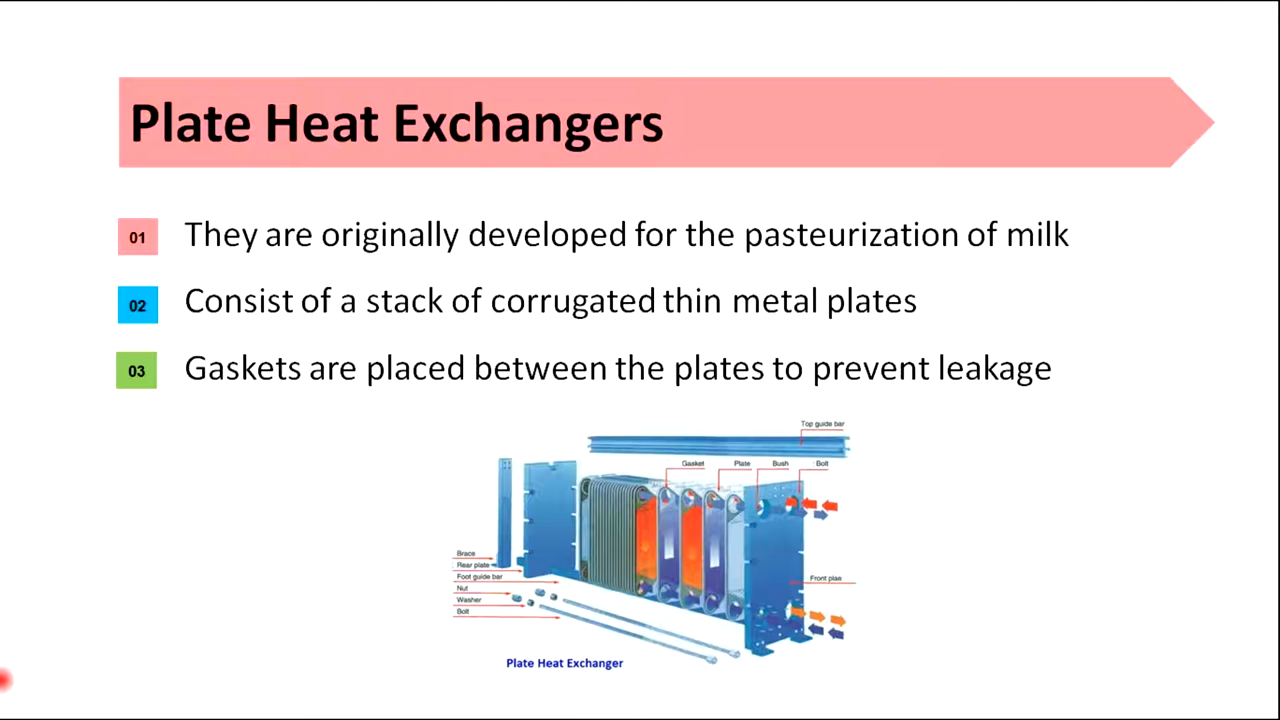 Plate Heat Exchangers
01 They are originally developed for the pasteurization of milk
02 Consist of a stack of corrugated thin metal plates
03 Gaskets are placed between the plates to prevent leakage
Top guide bar
Gasket Plate Bush Bolt
Brace
Rear plate
Foot guide bar
Nut
Washer
Bolt
Front plae
Plate Heat Exchanger